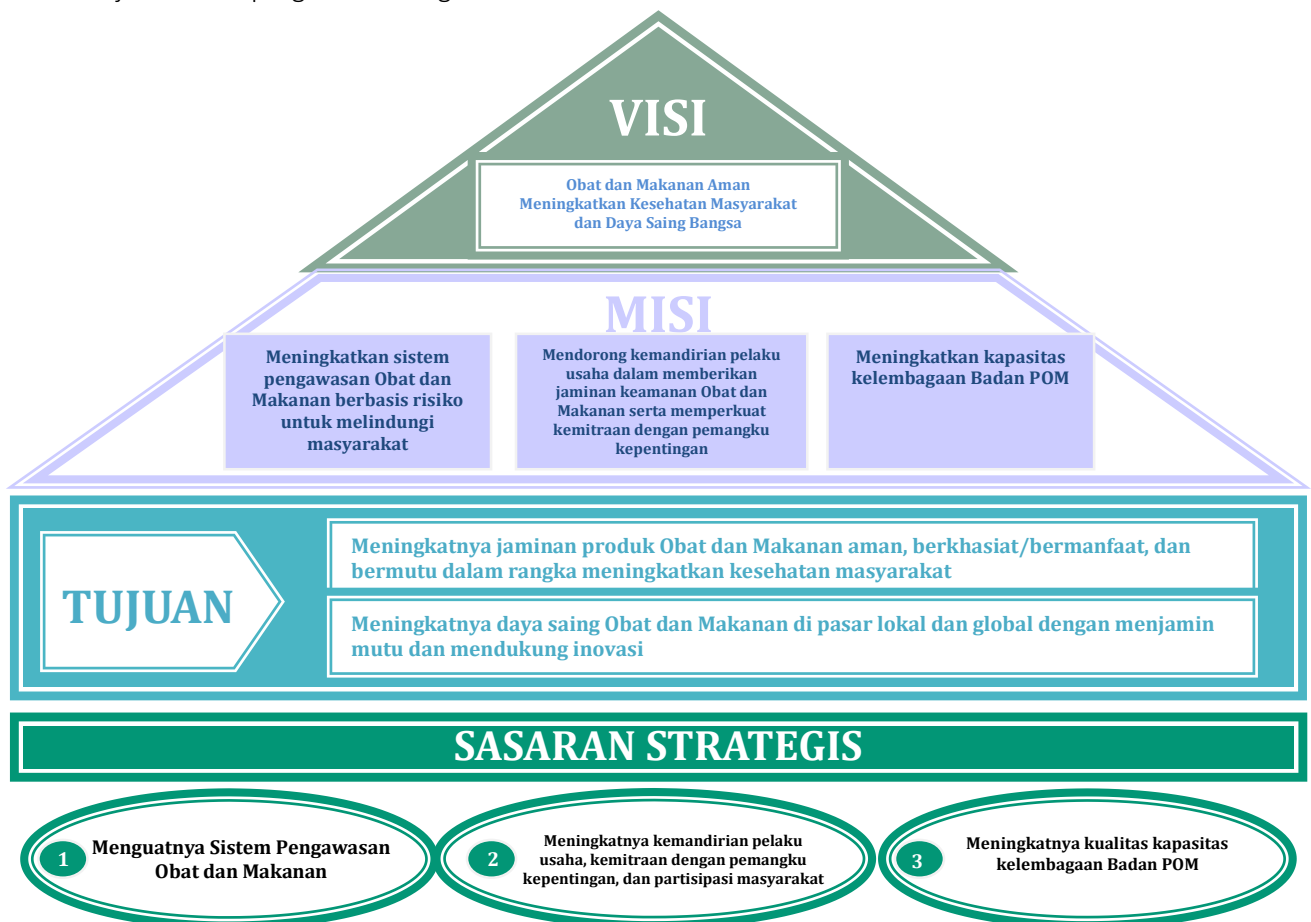 VISI
Obat dan Makanan Aman
Meningkatkan Kesehatan Masyarakat
dan Daya Saing Bangsa
MISI
Meningkatkan sistem
pengawasan Obat dan
Makanan berbasis risiko
untuk melindungi
masyarakat
Mendorong kemandirian pelaku
usaha dalam memberikan
jaminan keamanan Obat dan
Makanan serta memperkuat
kemitraan dengan pemangku
kepentingan
Meningkatkan kapasitas
kelembagaan Badan POM
TUJUAN
Meningkatnya jaminan produk Obat dan Makanan aman, berkhasiat/bermanfaat, dan
bermutu dalam rangka meningkatkan kesehatan masyarakat
Meningkatnya daya saing Obat dan Makanan di pasar lokal dan global dengan menjamin
mutu dan mendukung inovasi
SASARAN STRATEGIS
1
Menguatnya Sistem Pengawasan
Obat dan Makanan
2
Meningkatnya kemandirian pelaku
usaha, kemitraan dengan pemangku
kepentingan, dan partisipasi masyarakat
3
Meningkatnya kualitas kapasitas
kelembagaan Badan POM